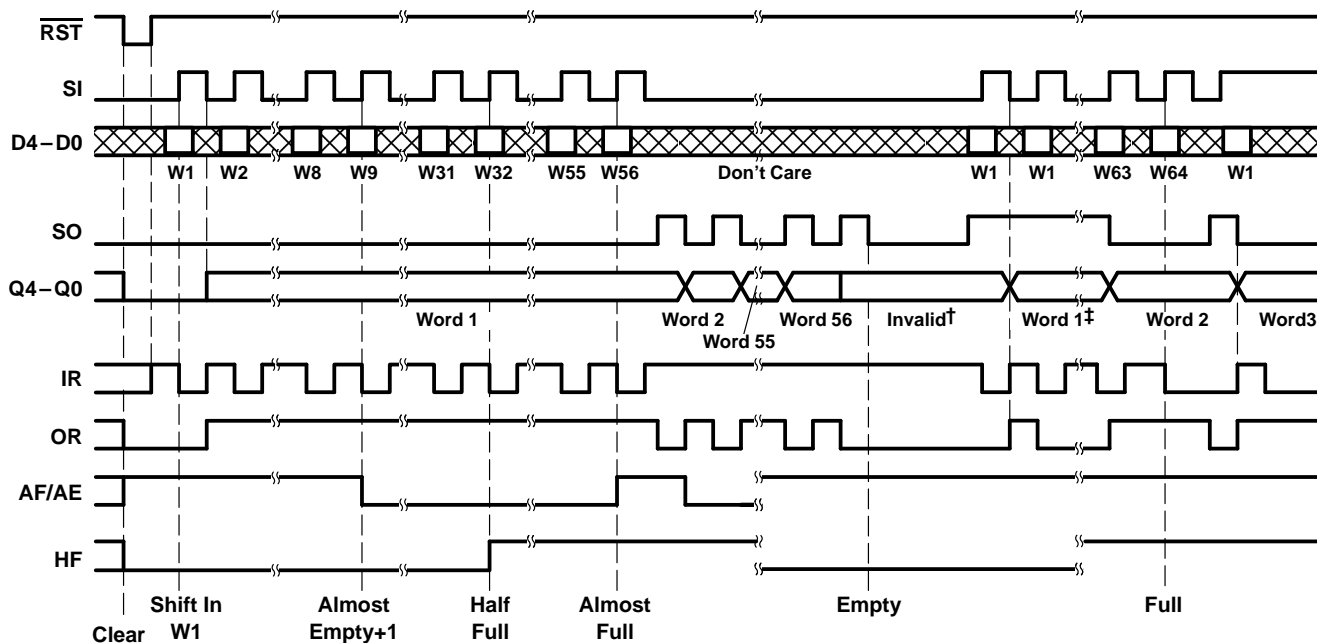 RST
SI
D4–D0
W1 W2 W8 W9 W31 W32 W55 W56 Don't Care W1 W1 W63 W64 W1
SO
Q4–Q0
Word 1 Word 2 Word 55 Word 56 Invalid† Word 1‡ Word 2 Word3
IR
OR
AF/AE
HF
Clear
Shift In
W1
Almost
Empty+1
Half
Full
Almost
Full
Empty
Full